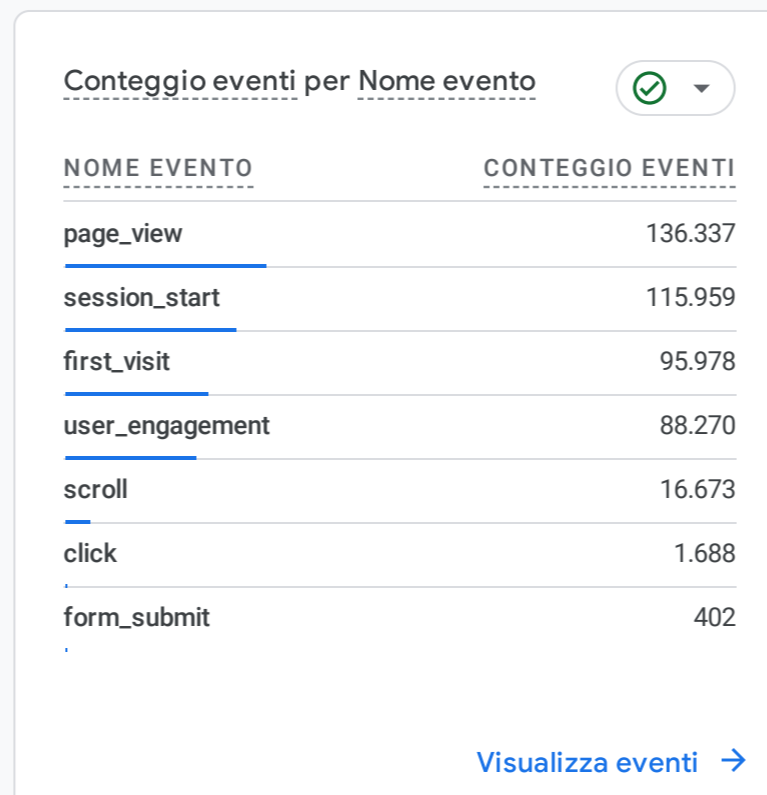 Conteggio eventi per Nome evento
NOME EVENTO CONTEGGIO EVENTI
page_view 136.337
session_start 115.959
first_visit 95.978
user_engagement 88.270
scroll 16.673
click 1.688
form_submit 402
Visualizza eventi